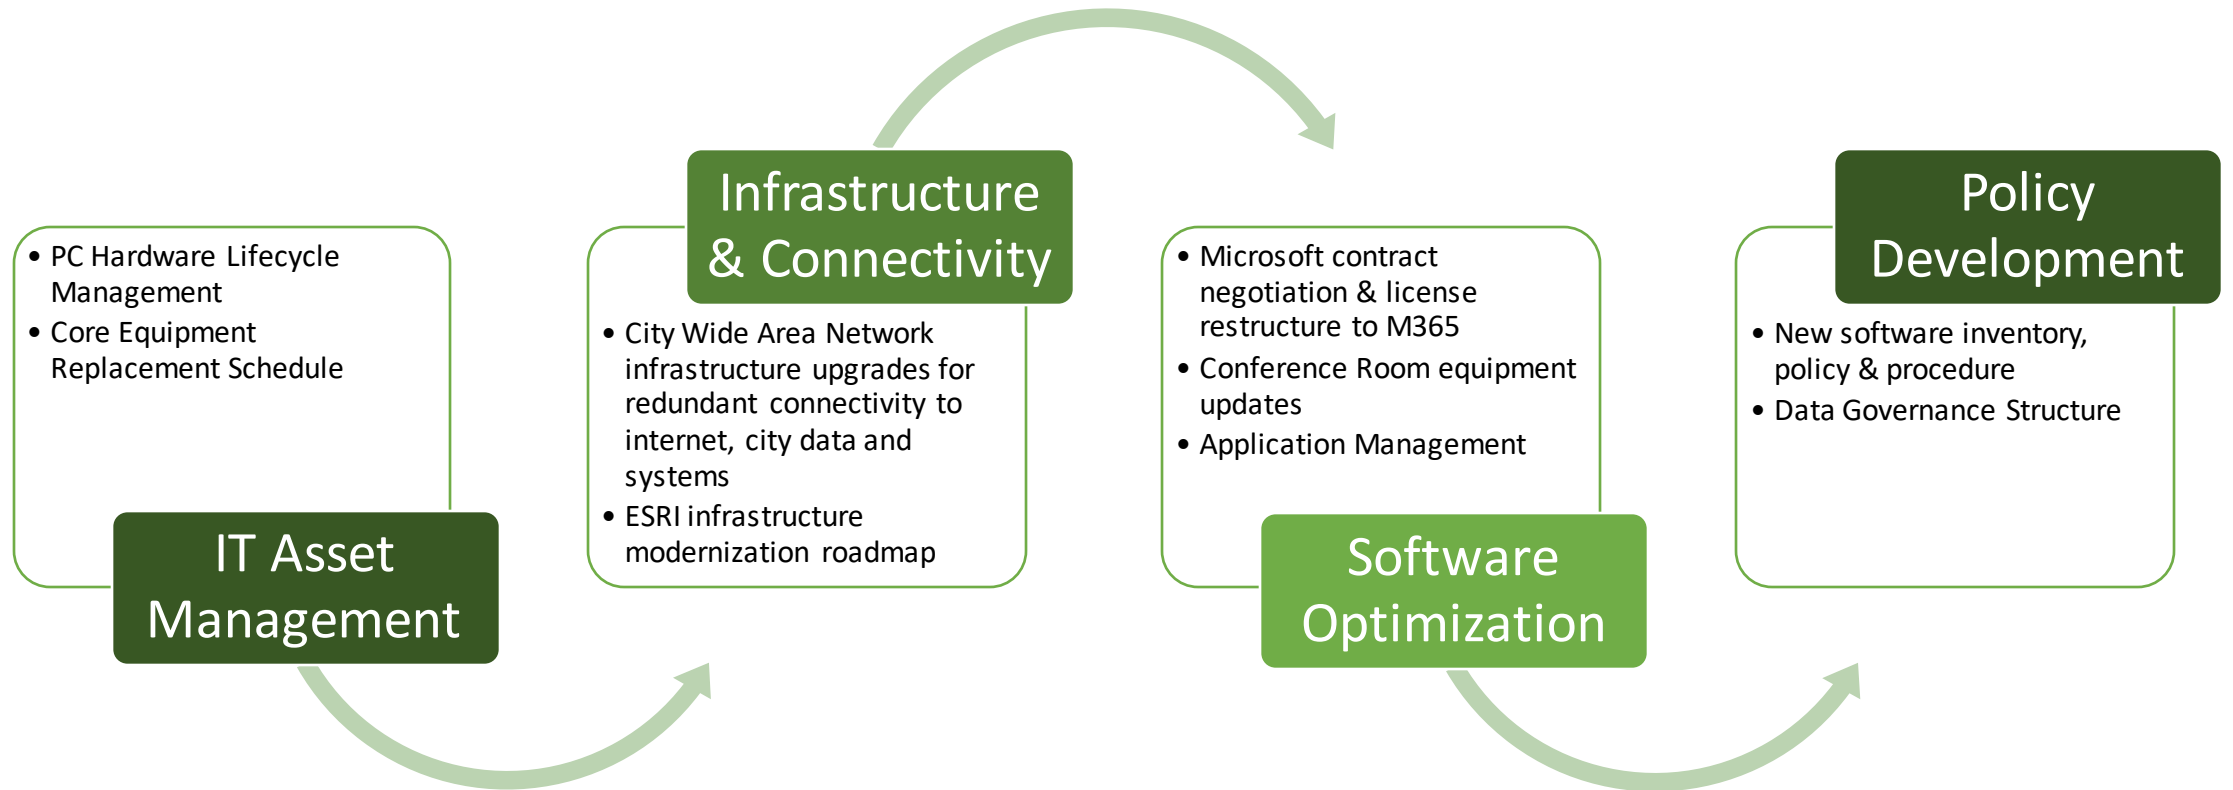 • PC Hardware Lifecycle
Management
• Core Equipment
Replacement Schedule
IT Asset
Management
Infrastructure
& Connectivity
• City Wide Area Network
infrastructure upgrades for
redundant connectivity to
internet, city data and
systems
• ESRI infrastructure
modernization roadmap
• Microsoft contract
negotiation & license
restructure to M365
• Conference Room equipment
updates
• Application Management
Software
Optimization
Policy
Development
• New software inventory,
policy & procedure
• Data Governance Structure